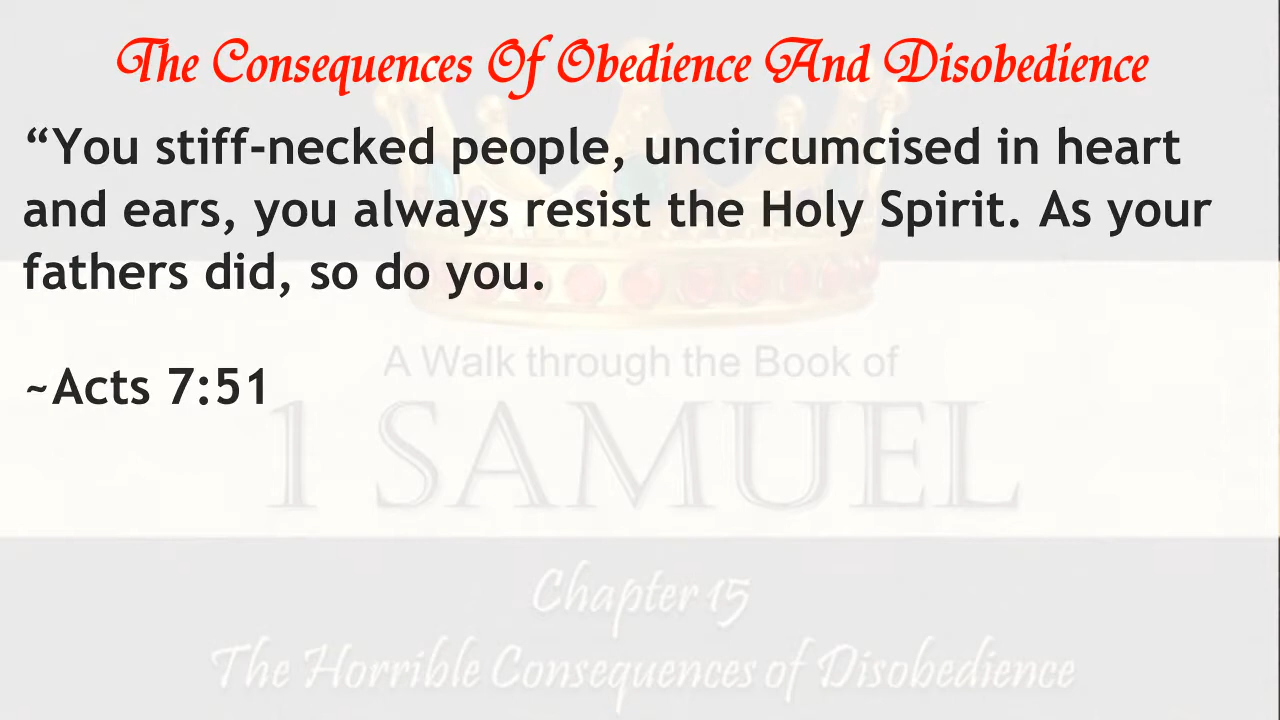 The Consequences Of Obedience And Disobedience
“You stiff-necked people, uncircumcised in heart
and ears, you always resist the Holy Spirit. As your
fathers did, so do you.
~Acts 7:51
A Walk through the Book of
1 SAMUEL
Chapter 15
The Horrible Consequences of Disobedience